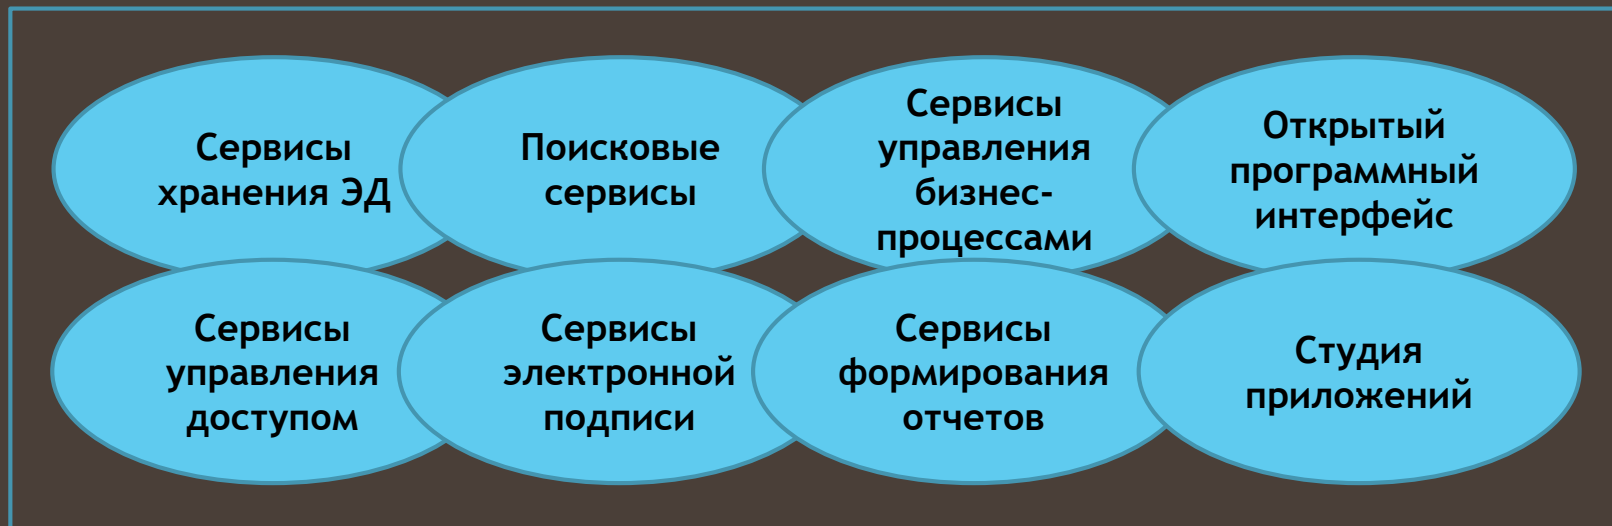 Сервисы
хранения ЭД
Поисковые
сервисы
Сервисы
управления
бизнес-
процессами
Открытый
программный
интерфейс
Сервисы
управления
доступом
Сервисы
электронной
подписи
Сервисы
формирования
отчетов
Студия
приложений